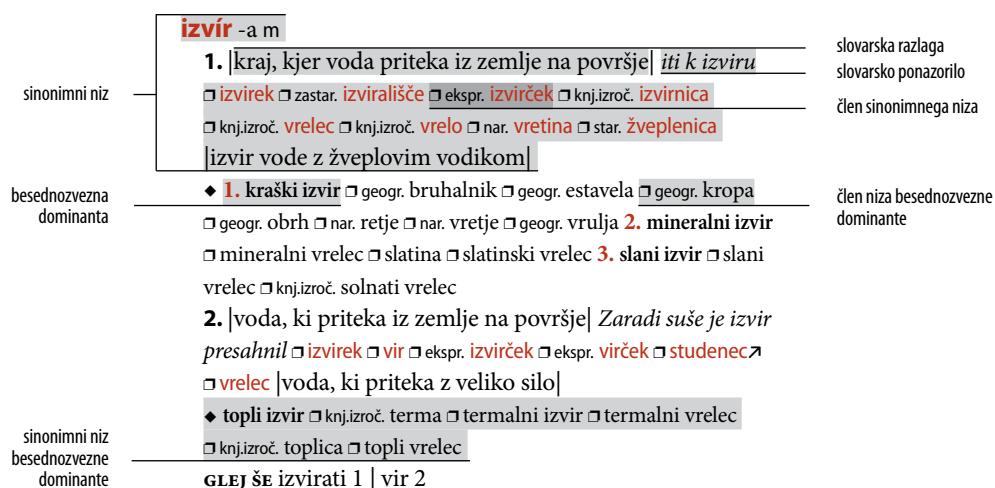 izvír -a m
slovarska razlaga
1. |kraj, kjer voda priteka iz zemlje na površje| iti k izviru
slovarsko ponazorilo
sinonimni niz
❐ izvirek ❐ zastar. izvirališče ❐ ekspr. izvirček ❐ knj.izroč. izvirnica
člen sinonimnega niza
❐ knj.izroč. vrelec ❐ knj.izroč. vrelo ❐ nar. vretina ❐ star. žveplenica
|izvir vode z žveplovim vodikom|
besednozvezna
dominanta
◆ 1. kraški izvir ❐ geogr. bruhalnik ❐ geogr. estavela ❐ geogr. kropa
člen niza besednozvezne
dominante
❐ geogr. obrh ❐ nar. retje ❐ nar. vretje ❐ geogr. vrulja 2. mineralni izvir
❐ mineralni vrelec ❐ slatina ❐ slatinski vrelec 3. slani izvir ❐ slani
vrelec ❐ knj.izroč. solnati vrelec
2. |voda, ki priteka iz zemlje na površje| Zaradi suše je izvir
presahnil ❐ izvirek ❐ vir ❐ ekspr. izvirček ❐ ekspr. virček ❐ studenec↗
❐ vrelec |voda, ki priteka z veliko silo|
◆ topli izvir ❐ knj.izroč. terma ❐ termalni izvir ❐ termalni vrelec
❐ knj.izroč. toplica ❐ topli vrelec
sinonimni niz
besednozvezne
dominante
GLEJ ŠE izvirati 1 | vir 2